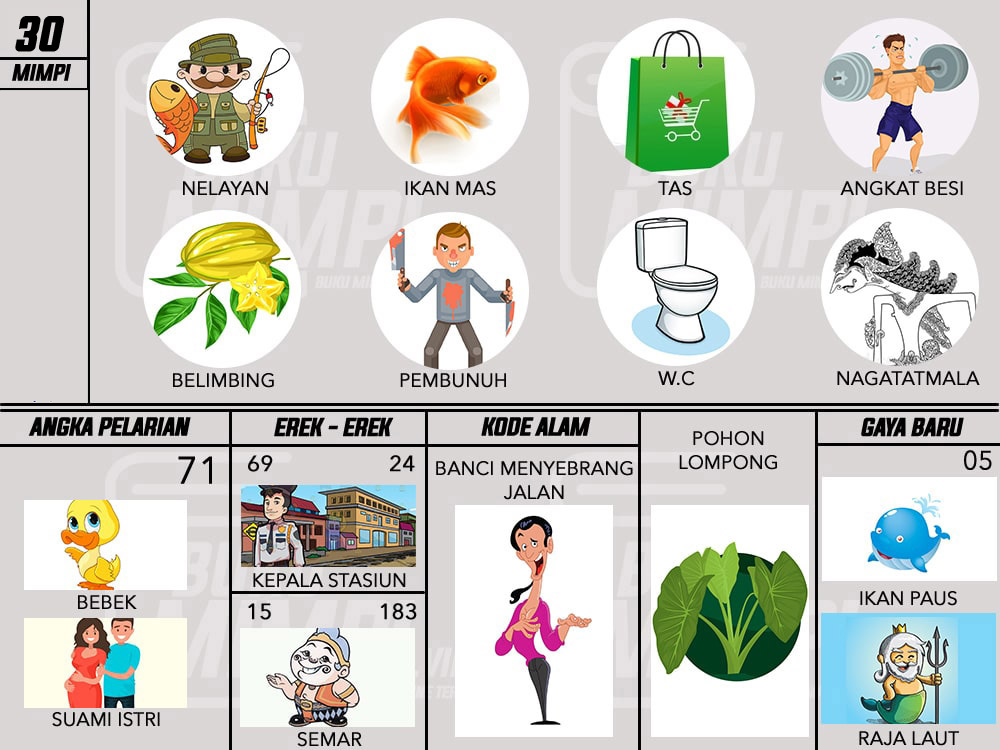 30
MIMPI
NELAYAN
IKAN MAS
TAS
ANGKAT BESI
BELIMBING
PEMBUNUH
W.C
NAGATATMALA
ANGKA PELARIAN
71
BEBEK
SUAMI ISTRI
EREK - EREK
69 24
KEPALA STASIUN
15 183
SEMAR
KODE ALAM
BANCI MENYEBRANG
JALAN
POHON
LOMPONG
GAYA BARU
05
IKAN PAUS
RAJA LAUT
BUKU
MIMPI